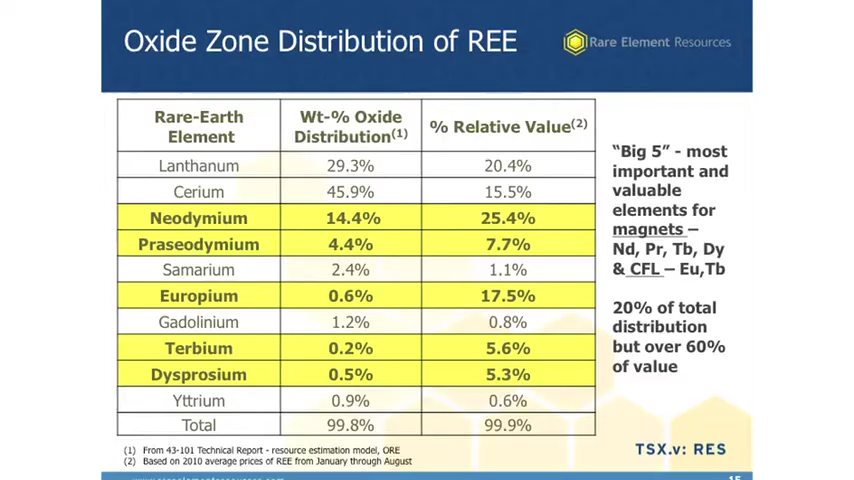 Oxide Zone Distribution of REE
Rare Element Resources
Rare-Earth Element Wt-% Oxide Distribution(1) % Relative Value(2)
Lanthanum 29.3% 20.4%
Cerium 45.9% 15.5%
Neodymium 14.4% 25.4%
Praseodymium 4.4% 7.7%
Samarium 2.4% 1.1%
Europium 0.6% 17.5%
Gadolinium 1.2% 0.8%
Terbium 0.2% 5.6%
Dysprosium 0.5% 5.3%
Yttrium 0.9% 0.6%
Total 99.8% 99.9%
"Big 5" - most
important and
valuable
elements for
magnets –
Nd, Pr, Tb, Dy
& CFL – Eu,Tb
20% of total
distribution
but over 60%
of value
(1) From 43-101 Technical Report - resource estimation model, ORE
(2) Based on 2010 average prices of REE from January through August
TSX.v: RES